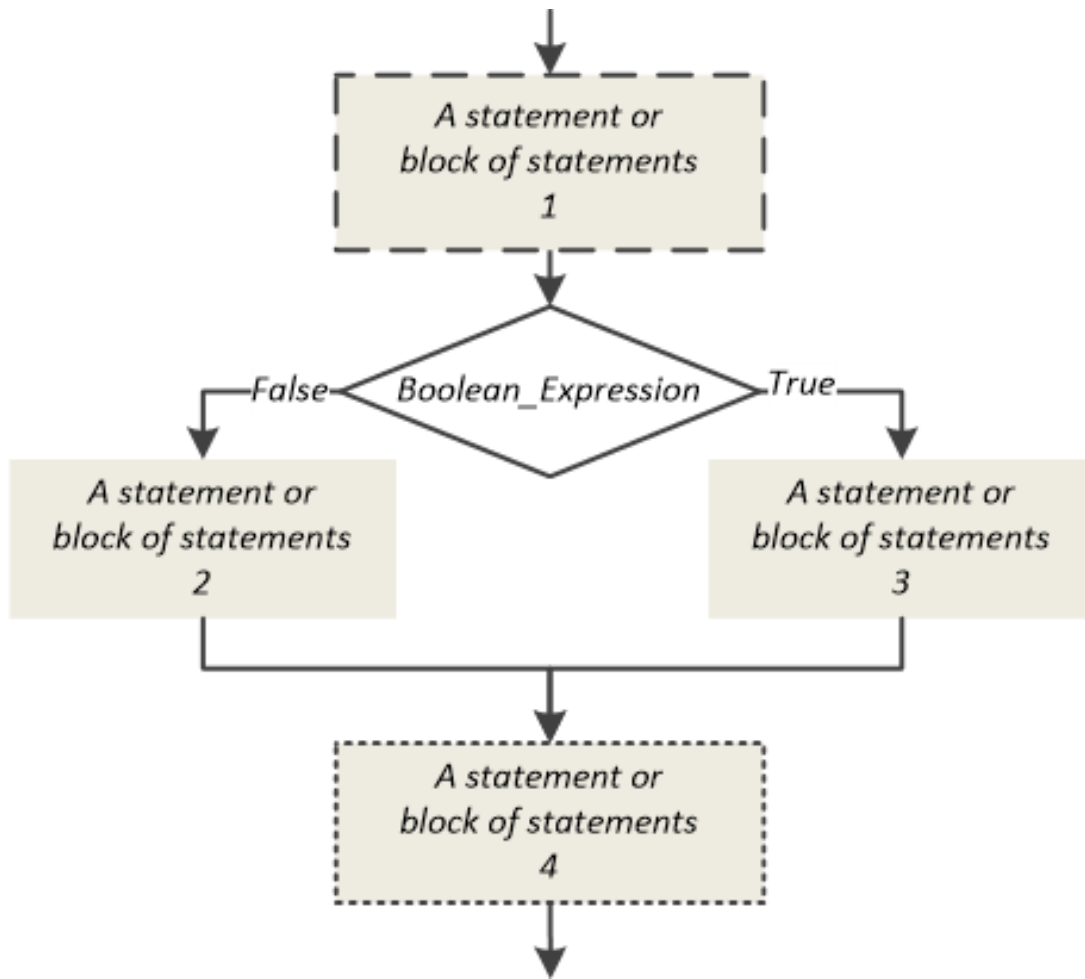 A statement or
block of statements
1
False
Boolean_Expression
True
A statement or
block of statements
2
A statement or
block of statements
3
A statement or
block of statements
4